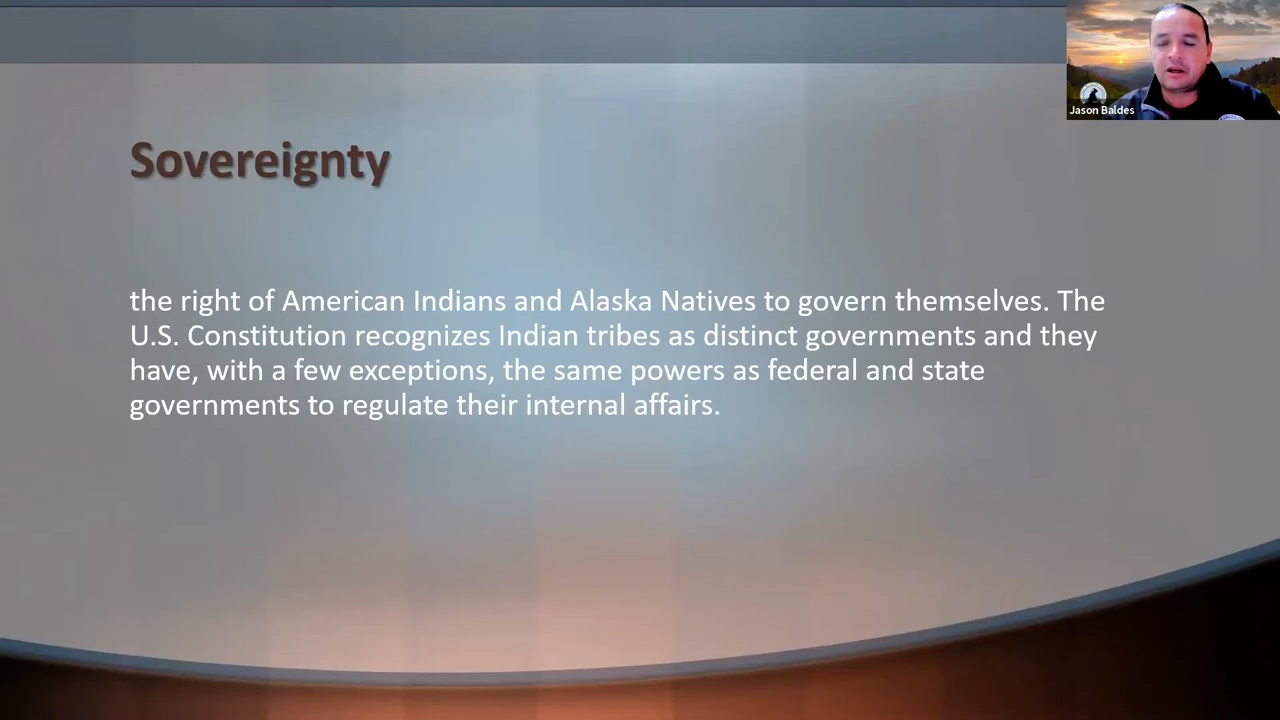 Jason Baldes
Sovereignty
the right of American Indians and Alaska Natives to govern themselves. The
U.S. Constitution recognizes Indian tribes as distinct governments and they
have, with a few exceptions, the same powers as federal and state
governments to regulate their internal affairs.